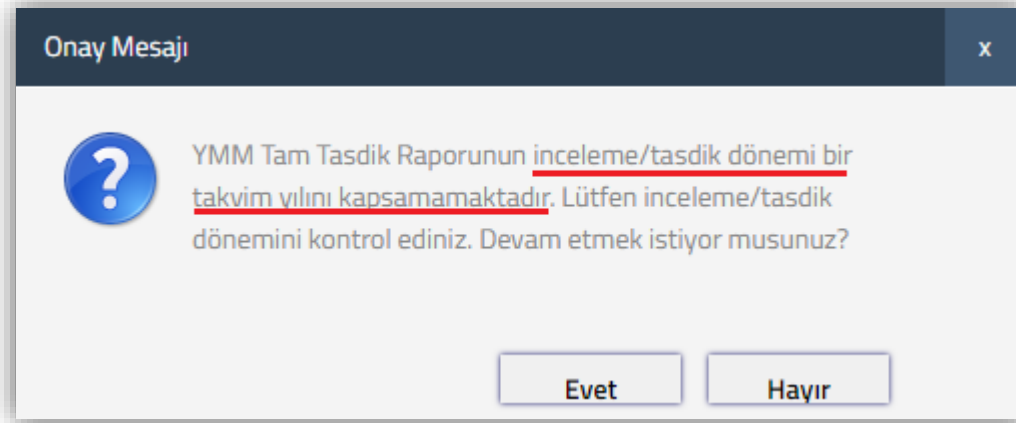 Onay Mesajı
x
YMM Tam Tasdik Raporunun inceleme/tasdik dönemi bir
takvim yılını kapsamamaktadır. Lütfen inceleme/tasdik
dönemini kontrol ediniz. Devam etmek istiyor musunuz?
Evet
Hayır